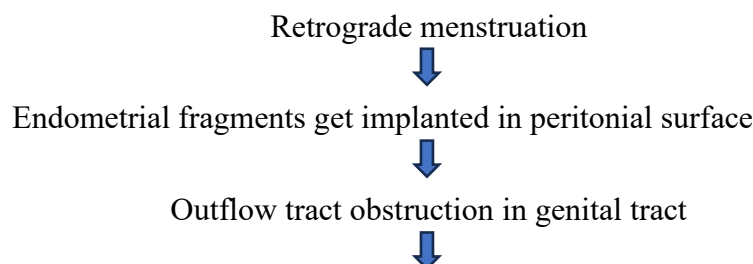 Retrograde menstruation
Endometrial fragments get implanted in peritonial surface
Outflow tract obstruction in genital tract